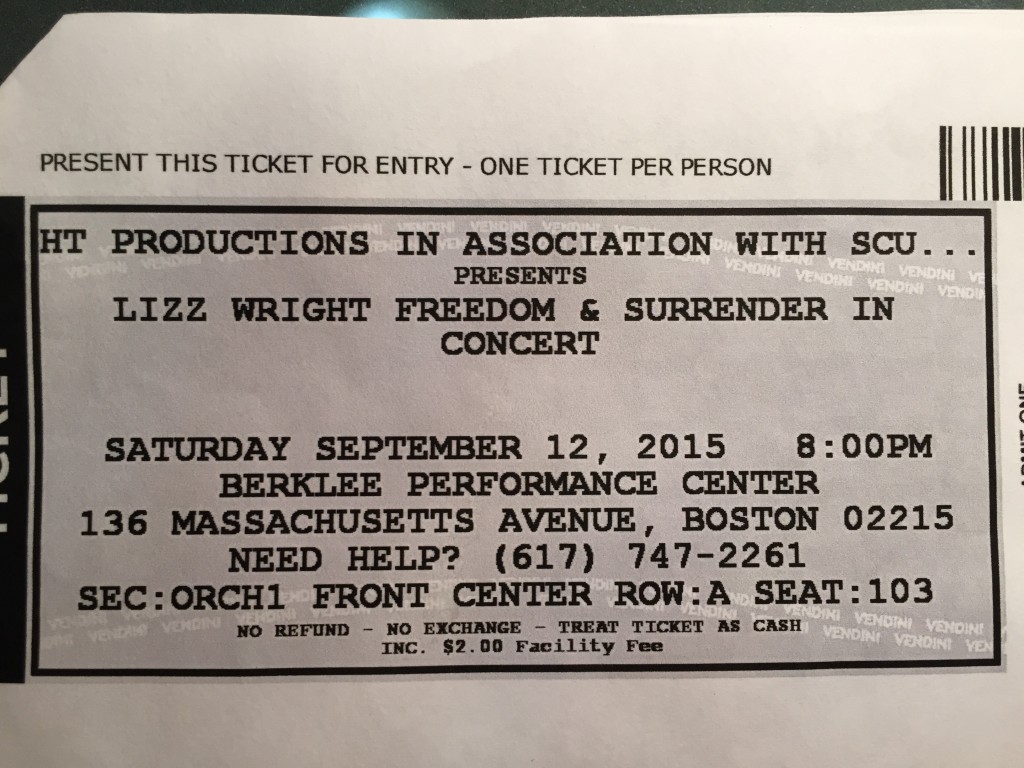 PRESENT THIS TICKET FOR ENTRY - ONE TICKET PER PERSON
HT PRODUCTIONS IN ASSOCIATION WITH SCU...
PRESENTS
LIZZ WRIGHT FREEDOM & SURRENDER IN
CONCERT
SATURDAY SEPTEMBER 12, 2015 8:00PM
BERKLEE PERFORMANCE CENTER
136 MASSACHUSETTS AVENUE, BOSTON 02215
NEED HELP? (617) 747-2261
SEC:ORCH1 FRONT CENTER ROW:A SEAT:103
NO REFUND - NO EXCHANGE - TREAT TICKET AS CASH
INC. $2.00 Facility Fee
VENDINI VENDINI VENDINI